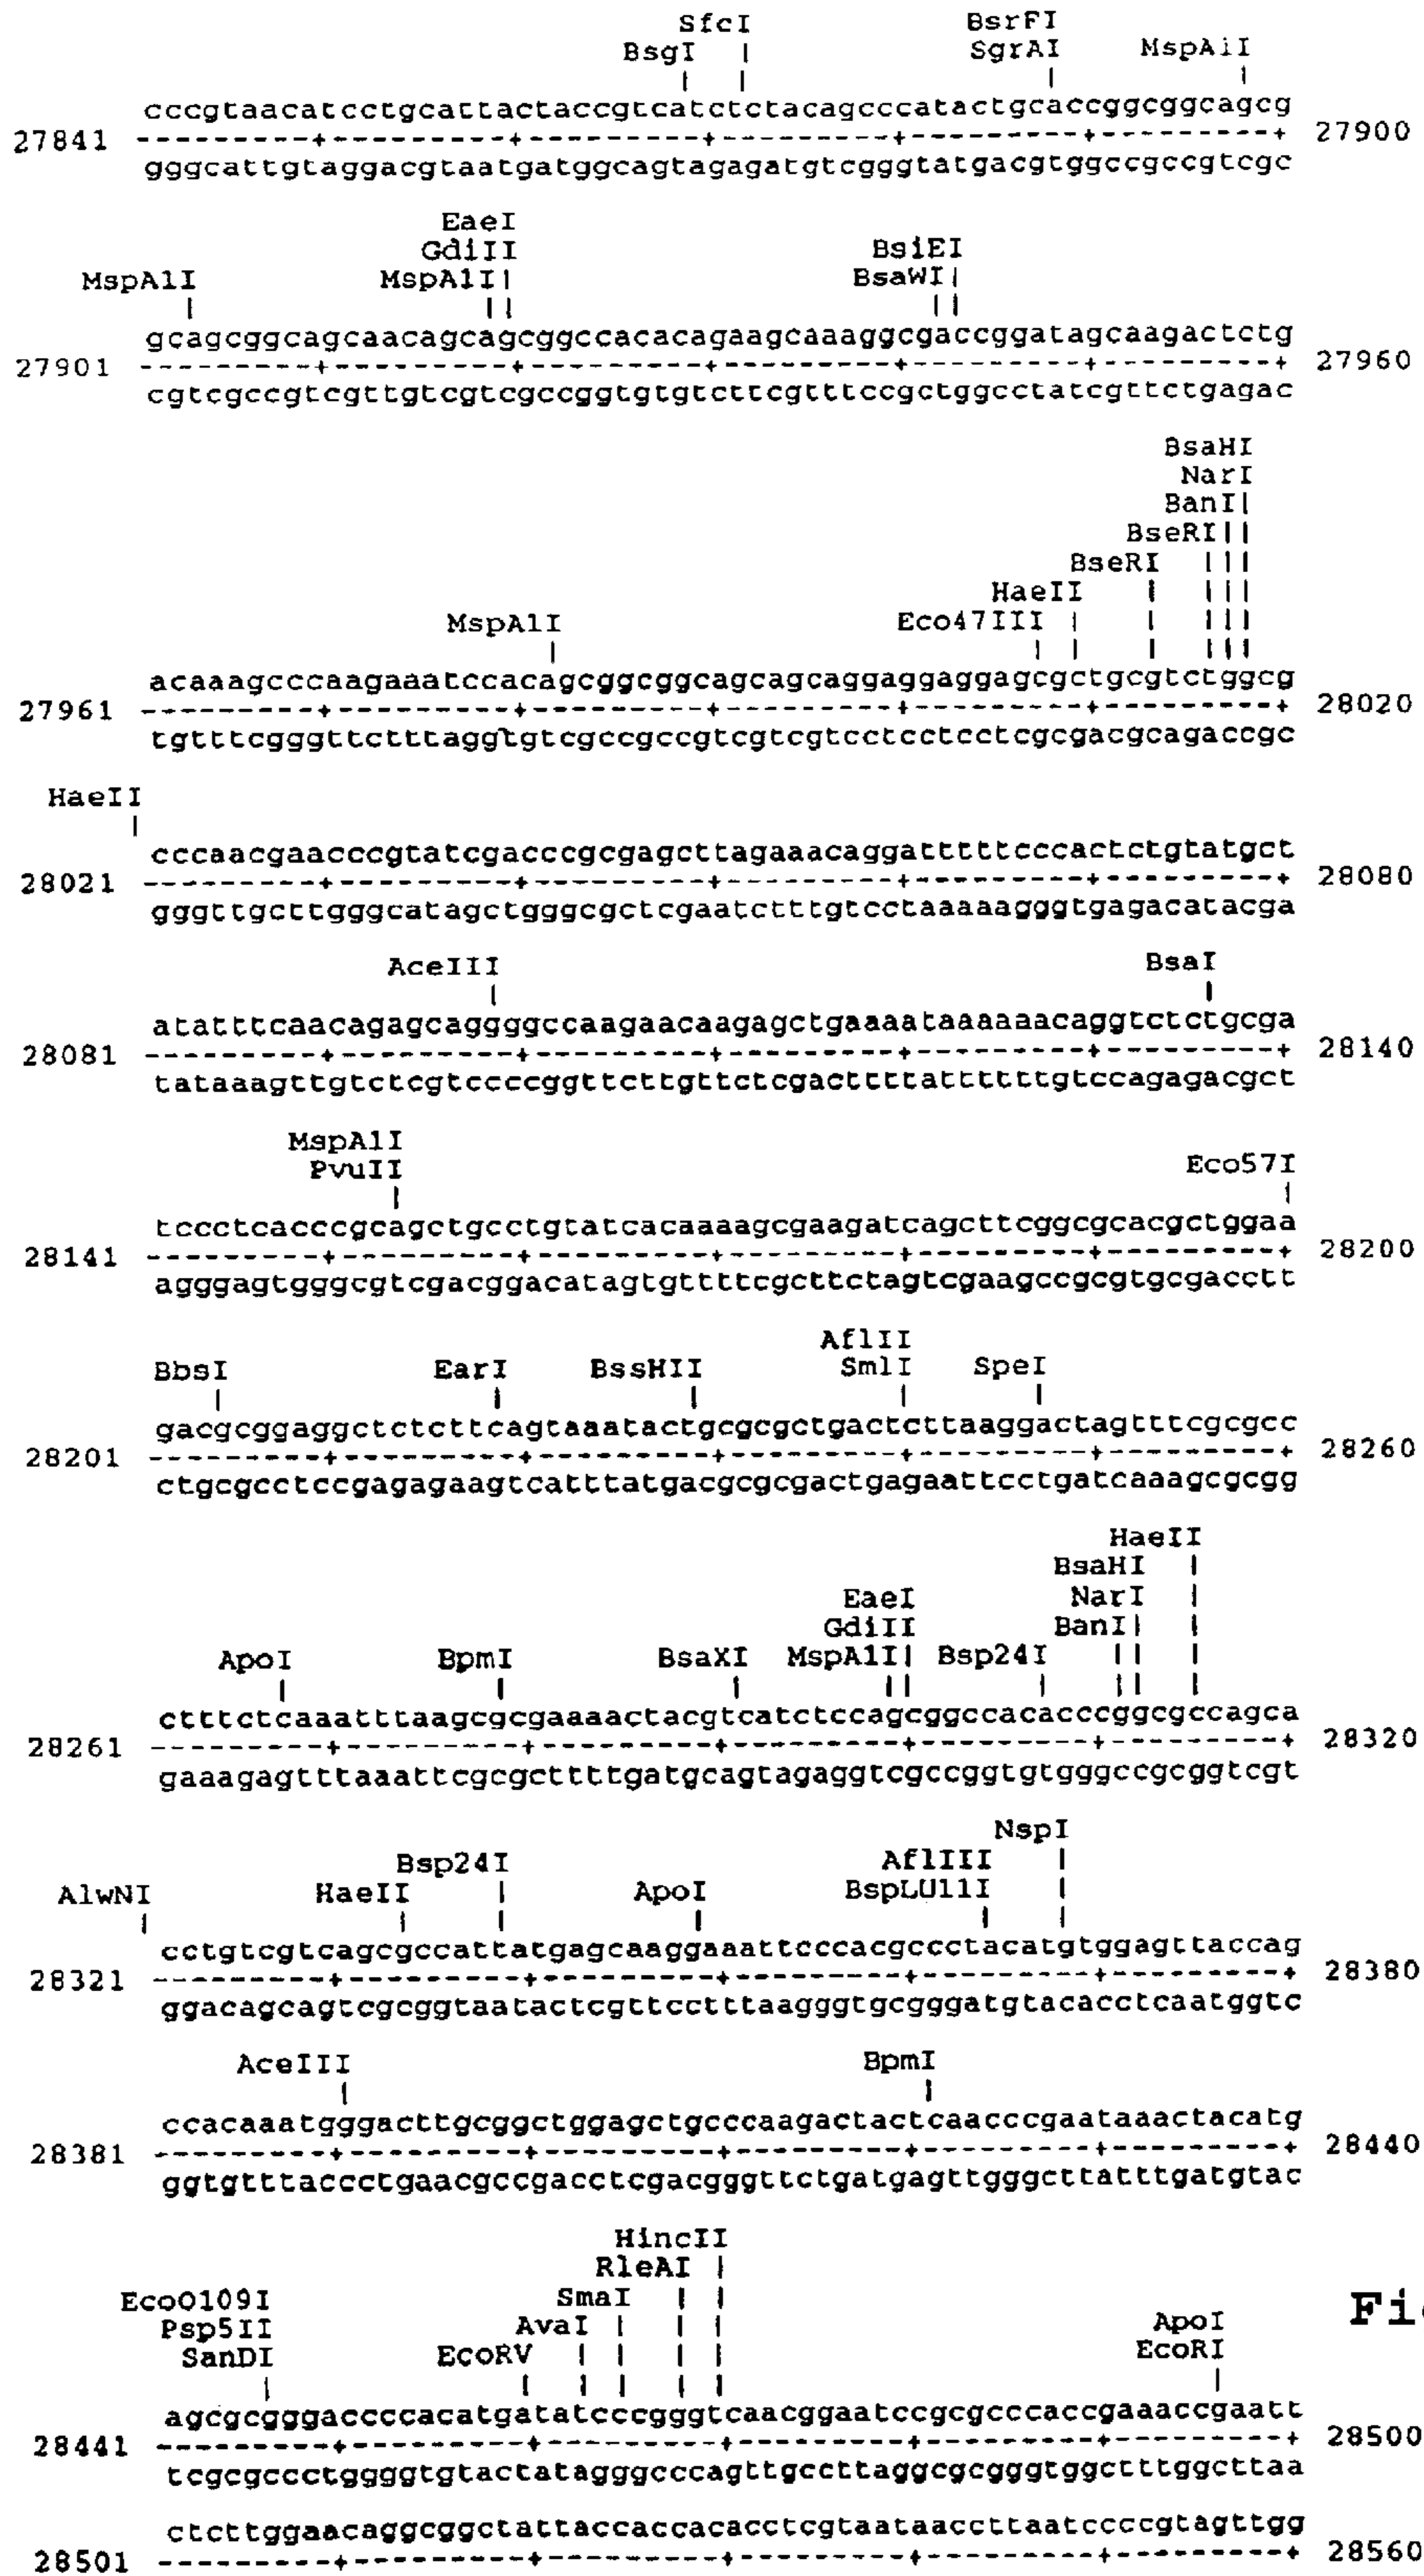 SfcI BsrFI
BsgI | SgrAI MspA1I
| | | |
cccgtaacatcctgcattactaccgtcatctctacagcccatactgcaccggcggcagcg
27841 ---------+---------+---------+---------+---------+---------+ 27900
gggcattgtaggacgtaatgatggcagtagagatgtcgggtatgacgtggccgccgtcgc
EaeI
GdiII BsiEI
MspA1I MspA1I| BsaWI|
| || ||
gcagcggcagcaacagcagcggccacacagaagcaaaggcgaccggatagcaagactctg
27901 ---------+---------+---------+---------+---------+---------+ 27960
cgtcgccgtcgttgtcgtcgccggtgtgtcttcgtttccgctggcctatcgttctgagac
BsaHI
NarI
BanI|
BseRI||
BseRI |||
HaeII | |||
MspA1I Eco47III | | |||
| | | | |||
acaaagcccaagaaatccacagcggcggcagcagcaggaggaggagcgctgcgtctggcg
27961 ---------+---------+---------+---------+---------+---------+ 28020
tgtttcgggttctttaggtgtcgccgccgtcgtcgtcctcctcctcgcgacgcagaccgc
HaeII
|
cccaacgaacccgtatcgacccgcgagcttagaaacaggatttttcccactctgtatgct
28021 ---------+---------+---------+---------+---------+---------+ 28080
gggttgcttgggcatagctgggcgctcgaatctttgtcctaaaaagggtgagacatacga
AceIII BsaI
| |
atatttcaacagagcaggggccaagaacaagagctgaaaataaaaaacaggtctctgcga
28081 ---------+---------+---------+---------+---------+---------+ 28140
tataaagttgtctcgtccccggttcttgttctcgacttttattttttgtccagagacgct
MspA1I
PvuII Eco57I
| |
tccctcacccgcagctgcctgtatcacaaaagcgaagatcagcttcggcgcacgctggaa
28141 ---------+---------+---------+---------+---------+---------+ 28200
agggagtgggcgtcgacggacatagtgttttcgcttctagtcgaagccgcgtgcgacctt
AflII
BbsI EarI BssHII SmlI SpeI
| | | | |
gacgcggaggctctcttcagtaaatactgcgcgctgactcttaaggactagtttcgcgcc
28201 ---------+---------+---------+---------+---------+---------+ 28260
ctgcgcctccgagagaagtcatttatgacgcgcgactgagaattcctgatcaaagcgcgg
HaeII
BsaHI |
EaeI NarI |
GdiII BanI| |
ApoI BpmI BsaXI MspA1I| Bsp24I || |
| | | || | || |
ctttctcaaatttaagcgcgaaaactacgtcatctccagcggccacacccggcgccagca
28261 ---------+---------+---------+---------+---------+---------+ 28320
gaaagagtttaaattcgcgcttttgatgcagtagaggtcgccggtgtgggccgcggtcgt
NspI
Bsp24I AflIII |
AlwNI HaeII | ApoI BspLU11I |
| | | | | |
cctgtcgtcagcgccattatgagcaaggaaattcccacgccctacatgtggagttaccag
28321 ---------+---------+---------+---------+---------+---------+ 28380
ggacagcagtcgcggtaatactcgttcctttaagggtgcgggatgtacacctcaatggtc
AceIII BpmI
| |
ccacaaatgggacttgcggctggagctgcccaagactactcaacccgaataaactacatg
28381 ---------+---------+---------+---------+---------+---------+ 28440
ggtgtttaccctgaacgccgacctcgacgggttctgatgagttgggcttatttgatgtac
HincII
RleAI |
EcoO109I SmaI | |
Psp5II AvaI | | | ApoI
SanDI EcoRV | | | | EcoRI
| | | | | | |
agcgcgggaccccacatgatatcccgggtcaacggaatccgcgcccaccgaaaccgaatt
28441 ---------+---------+---------+---------+---------+---------+ 28500
tcgcgccctggggtgtactatagggcccagttgccttaggcgcgggtggctttggcttaa
ctcttggaacaggcggctattaccaccacacctcgtaataaccttaatccccgtagttgg
28501 ---------+---------+---------+---------+---------+---------+ 28560